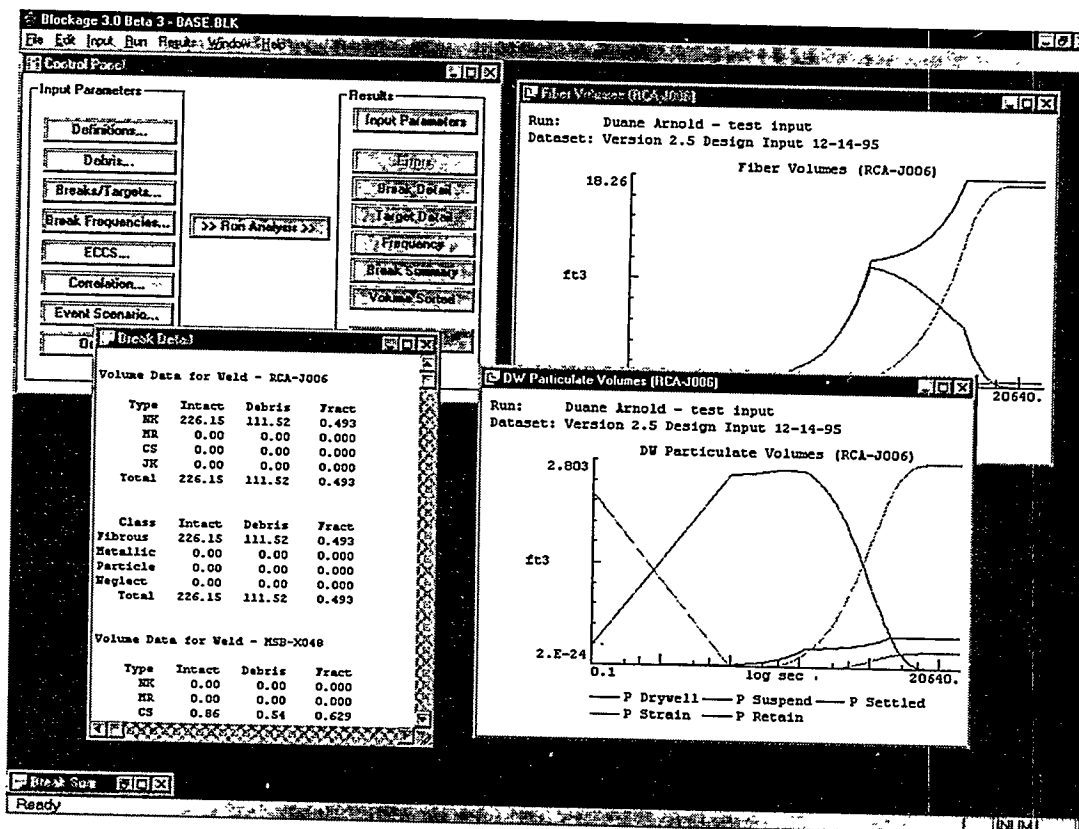 Blockage 3.0 Beta 3 - BASE.BLK
File Edit Input Run Results Window Help
Control Panel
Input Parameters
Definitions...
Debris...
Breaks/Targets...
Break Frequencies...
ECCS...
Correlation...
Event Scenario...
>> Run Analysis >>
Results
Input Parameters
Break Detail
Target Detail
Frequency
Break Summary
Volume Sorted
Fiber Volumes (RCA-J006)
Run: Duane Arnold - test input
Dataset: Version 2.5 Design Input 12-14-95
Fiber Volumes (RCA-J006)
18.26
ft3
20640.
Break Detail
Volume Data for Weld - RCA-J006
Type Intact Debris Fract
NK 226.15 111.52 0.493
MR 0.00 0.00 0.000
CS 0.00 0.00 0.000
JK 0.00 0.00 0.000
Total 226.15 111.52 0.493
Class Intact Debris Fract
Fibrous 226.15 111.52 0.493
Metallic 0.00 0.00 0.000
Particle 0.00 0.00 0.000
Neglect 0.00 0.00 0.000
Total 226.15 111.52 0.493
Volume Data for Weld - MSB-X048
Type Intact Debris Fract
NK 0.00 0.00 0.000
MR 0.00 0.00 0.000
CS 0.86 0.54 0.629
DW Particulate Volumes (RCA-J006)
Run: Duane Arnold - test input
Dataset: Version 2.5 Design Input 12-14-95
DW Particulate Volumes (RCA-J006)
2.803
ft3
2.E-24
0.1 log sec 20640.
P Drywell P Suspend P Settled
P Strain P Retain
Break Sum
Ready
NUM